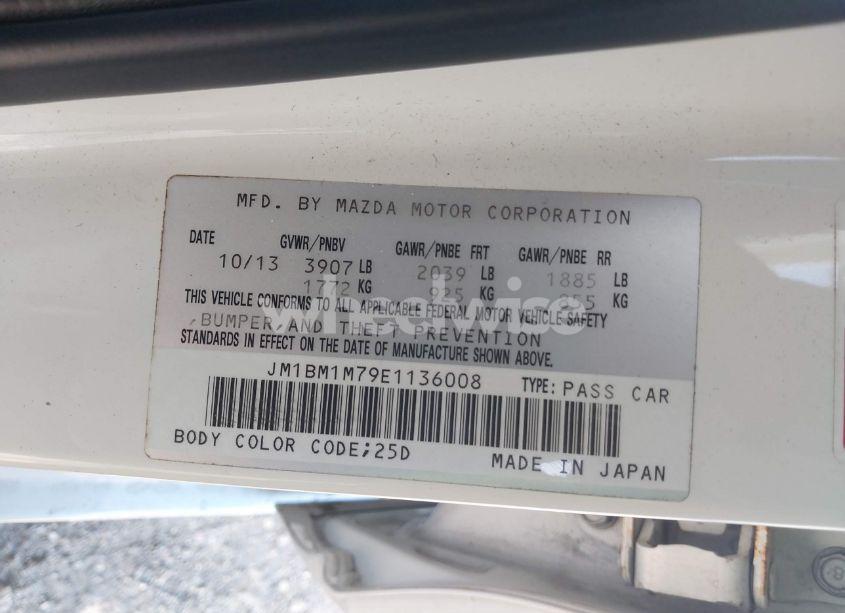 MFD. BY MAZDA MOTOR CORPORATION
DATE GVWR/PNBV GAWR/PNBE FRT GAWR/PNBE RR
10/13 3907 LB 2039 LB 1885 LB
1772 KG KG KG
THIS VEHICLE CONFORMS TO ALL APPLICABLE FEDERAL MOTOR VEHICLE SAFETY
,BUMPER AND THEFT PREVENTION
STANDARDS IN EFFECT ON THE DATE OF MANUFACTURE SHOWN ABOVE.
JM1BM1M79E1136008 TYPE: PASS CAR
BODY COLOR CODE;25D MADE IN JAPAN
wheelwise